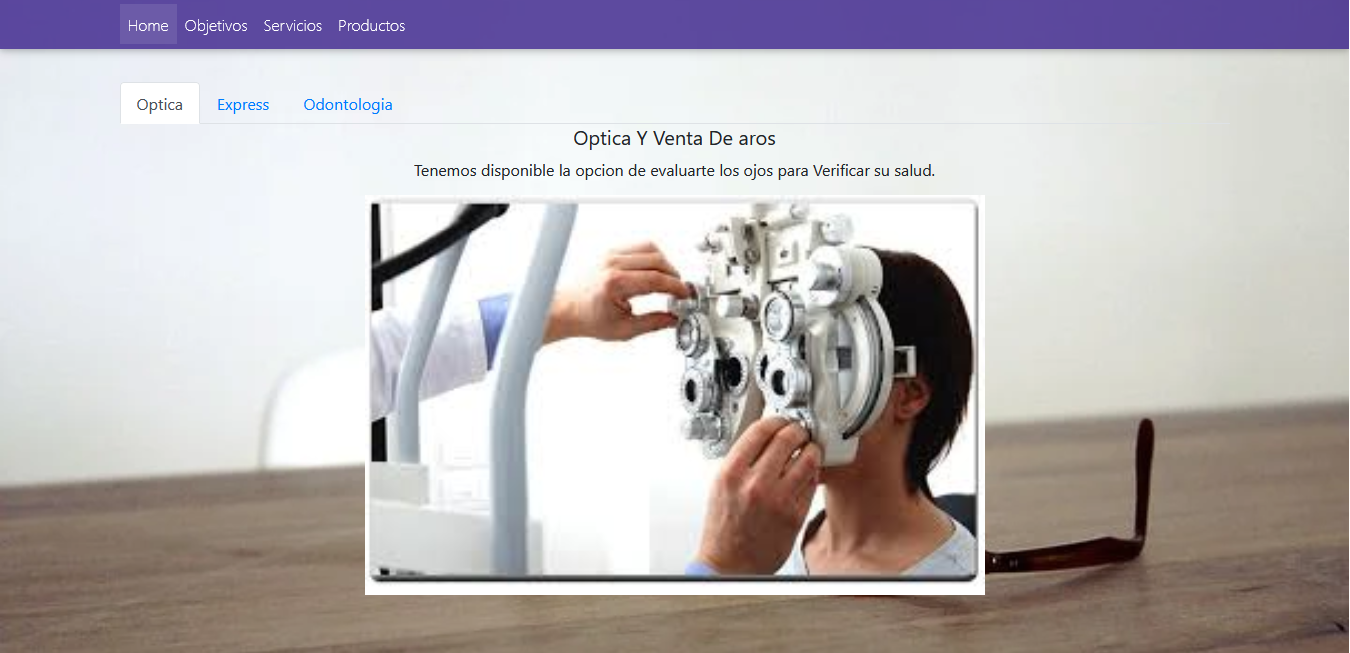 Home Objetivos Servicios Productos
Optica Express Odontologia
Optica Y Venta De aros
Tenemos disponible la opcion de evaluarte los ojos para Verificar su salud.